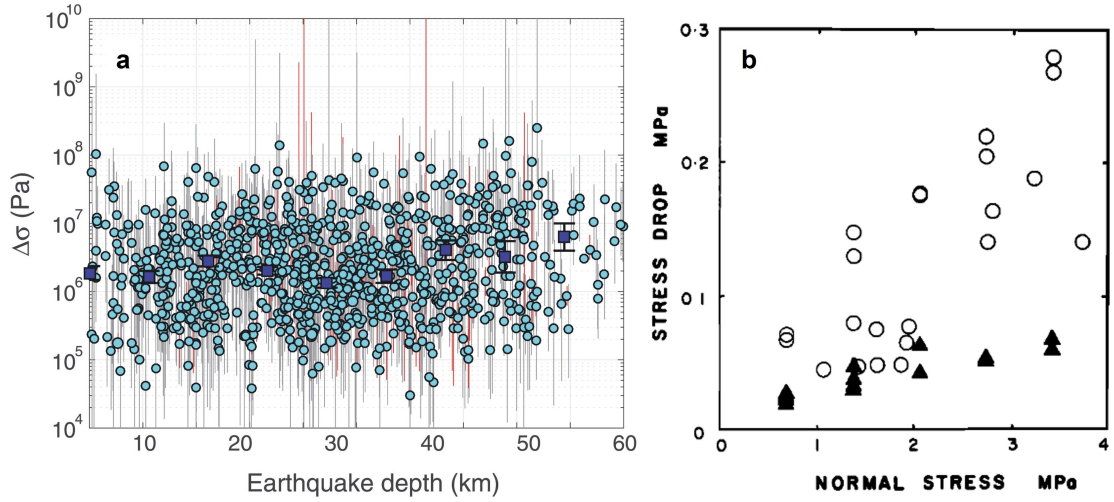 a
10^10
10^9
10^8
10^7
10^6
10^5
10^4
Δσ (Pa)
10 20 30 40 50 60
Earthquake depth (km)
b
0·3
0·2
0·1
0
STRESS DROP MPa
0 1 2 3 4
NORMAL STRESS MPa